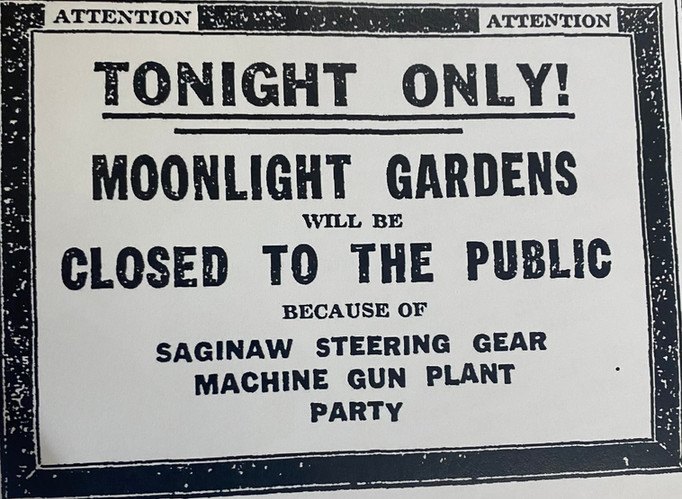 ATTENTION ATTENTION
TONIGHT ONLY!
MOONLIGHT GARDENS
WILL BE
CLOSED TO THE PUBLIC
BECAUSE OF
SAGINAW STEERING GEAR
MACHINE GUN PLANT
PARTY